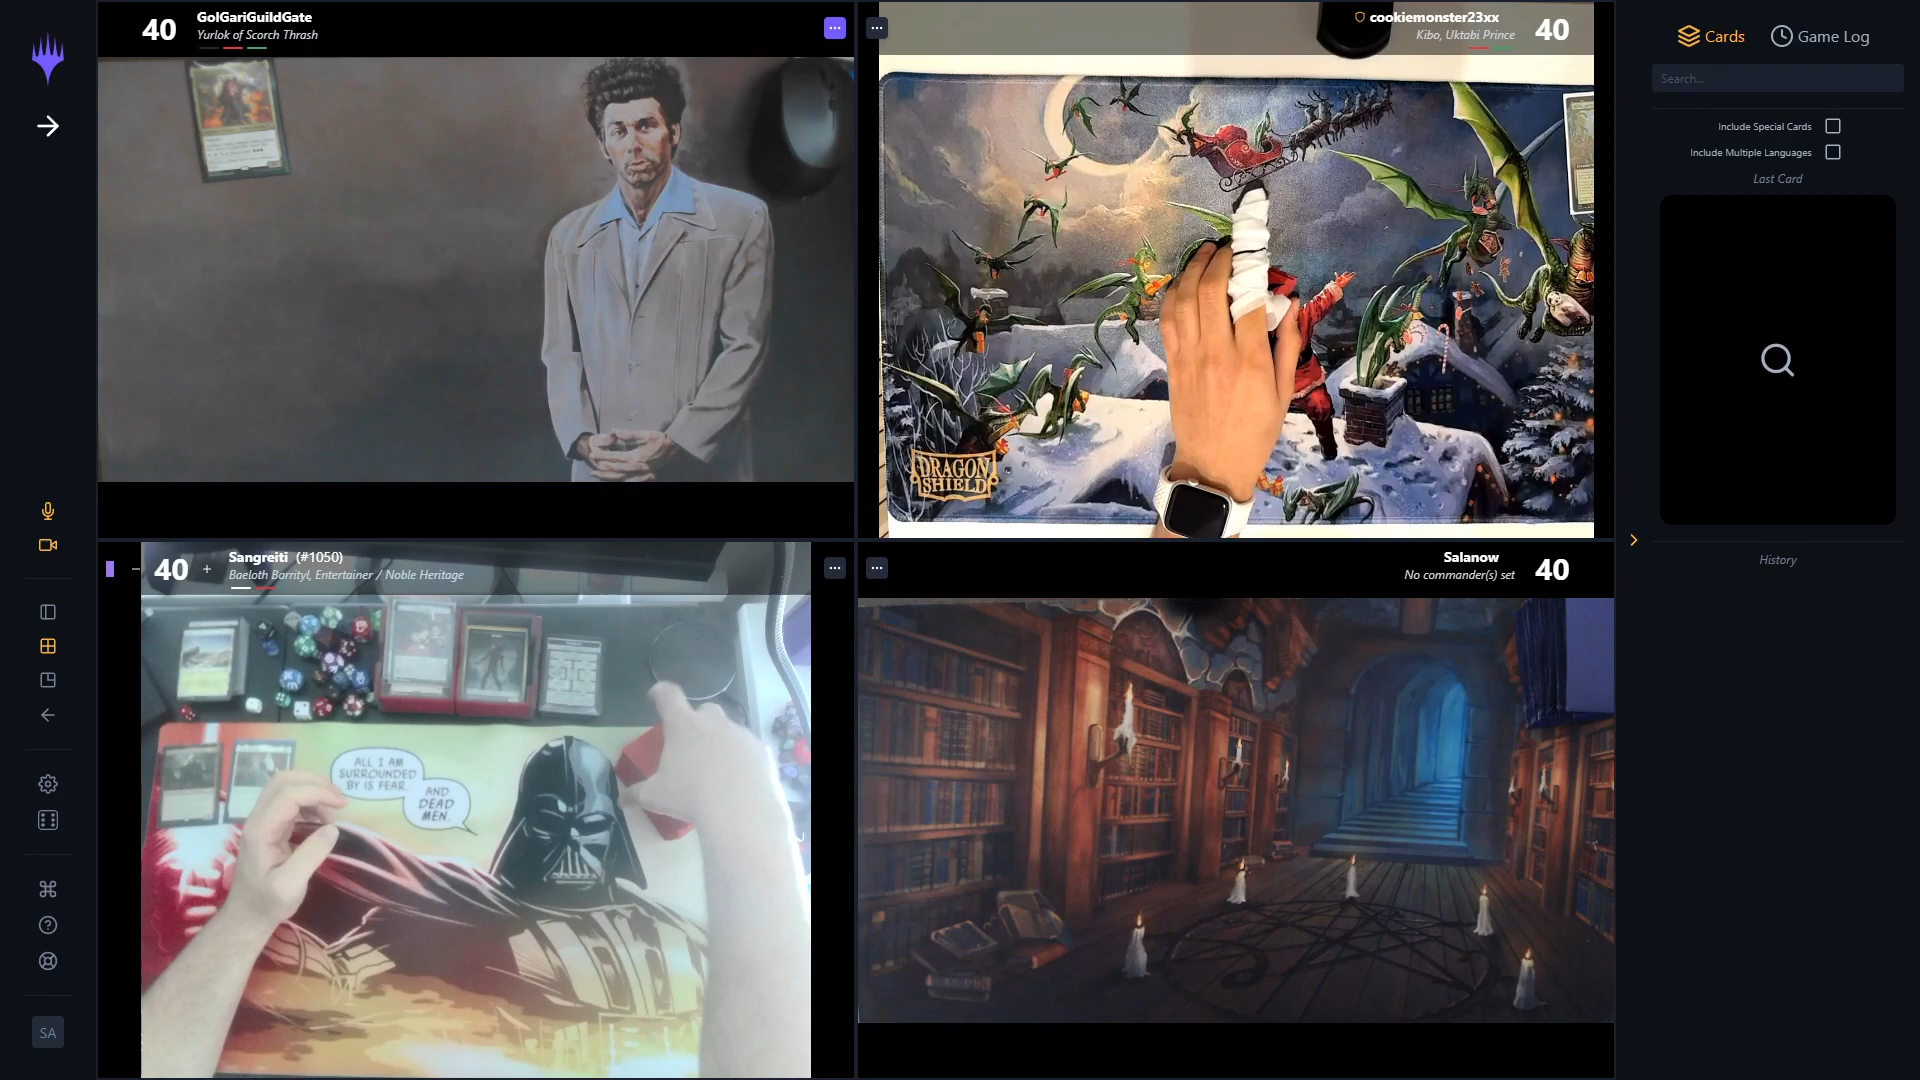 40
GolGariGuildGate
Yurlok of Scorch Thrash
cookiemonster23xx
Kibo, Uktabi Prince
40
DRAGON
SHIELD
40
Sangreiti (#1050)
Baeloth Barrityl, Entertainer / Noble Heritage
ALL I AM
SURROUNDED
BY IS FEAR.
AND
DEAD
MEN.
Salanow
No commander(s) set
40
SA
Cards
Game Log
Search...
Include Special Cards
Include Multiple Languages
Last Card
History